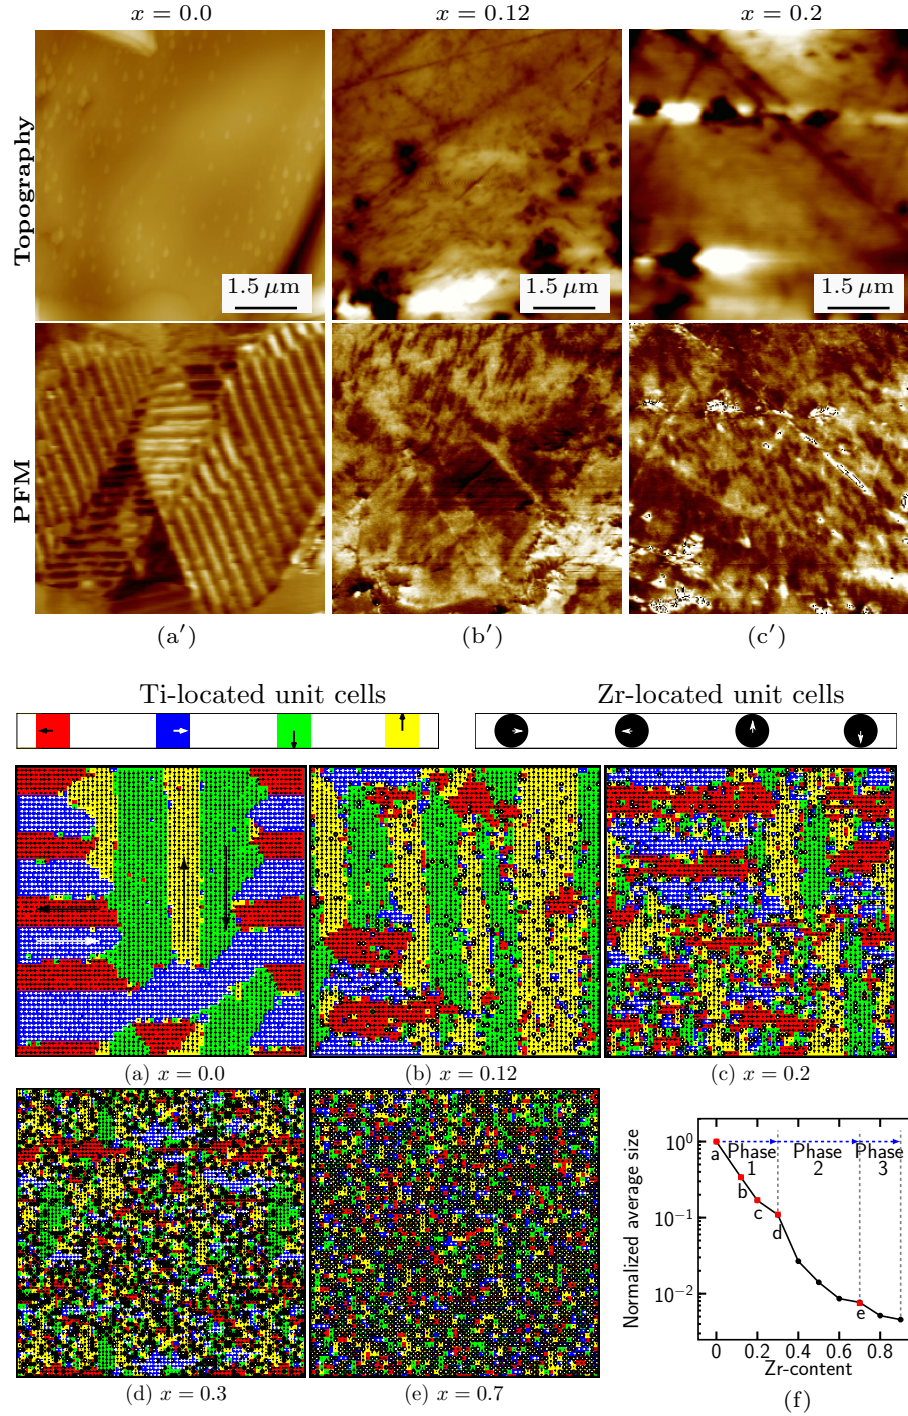 x = 0.0 x = 0.12 x = 0.2
Topography
1.5 μm 1.5 μm 1.5 μm
PFM
(a′) (b′) (c′)
Ti-located unit cells Zr-located unit cells
(a) x = 0.0 (b) x = 0.12 (c) x = 0.2
(d) x = 0.3 (e) x = 0.7
Normalized average size
10⁰
10⁻¹
10⁻²
a
b
c
d
e
Phase 1
Phase 2
Phase 3
0 0.2 0.4 0.6 0.8
Zr-content
(f)